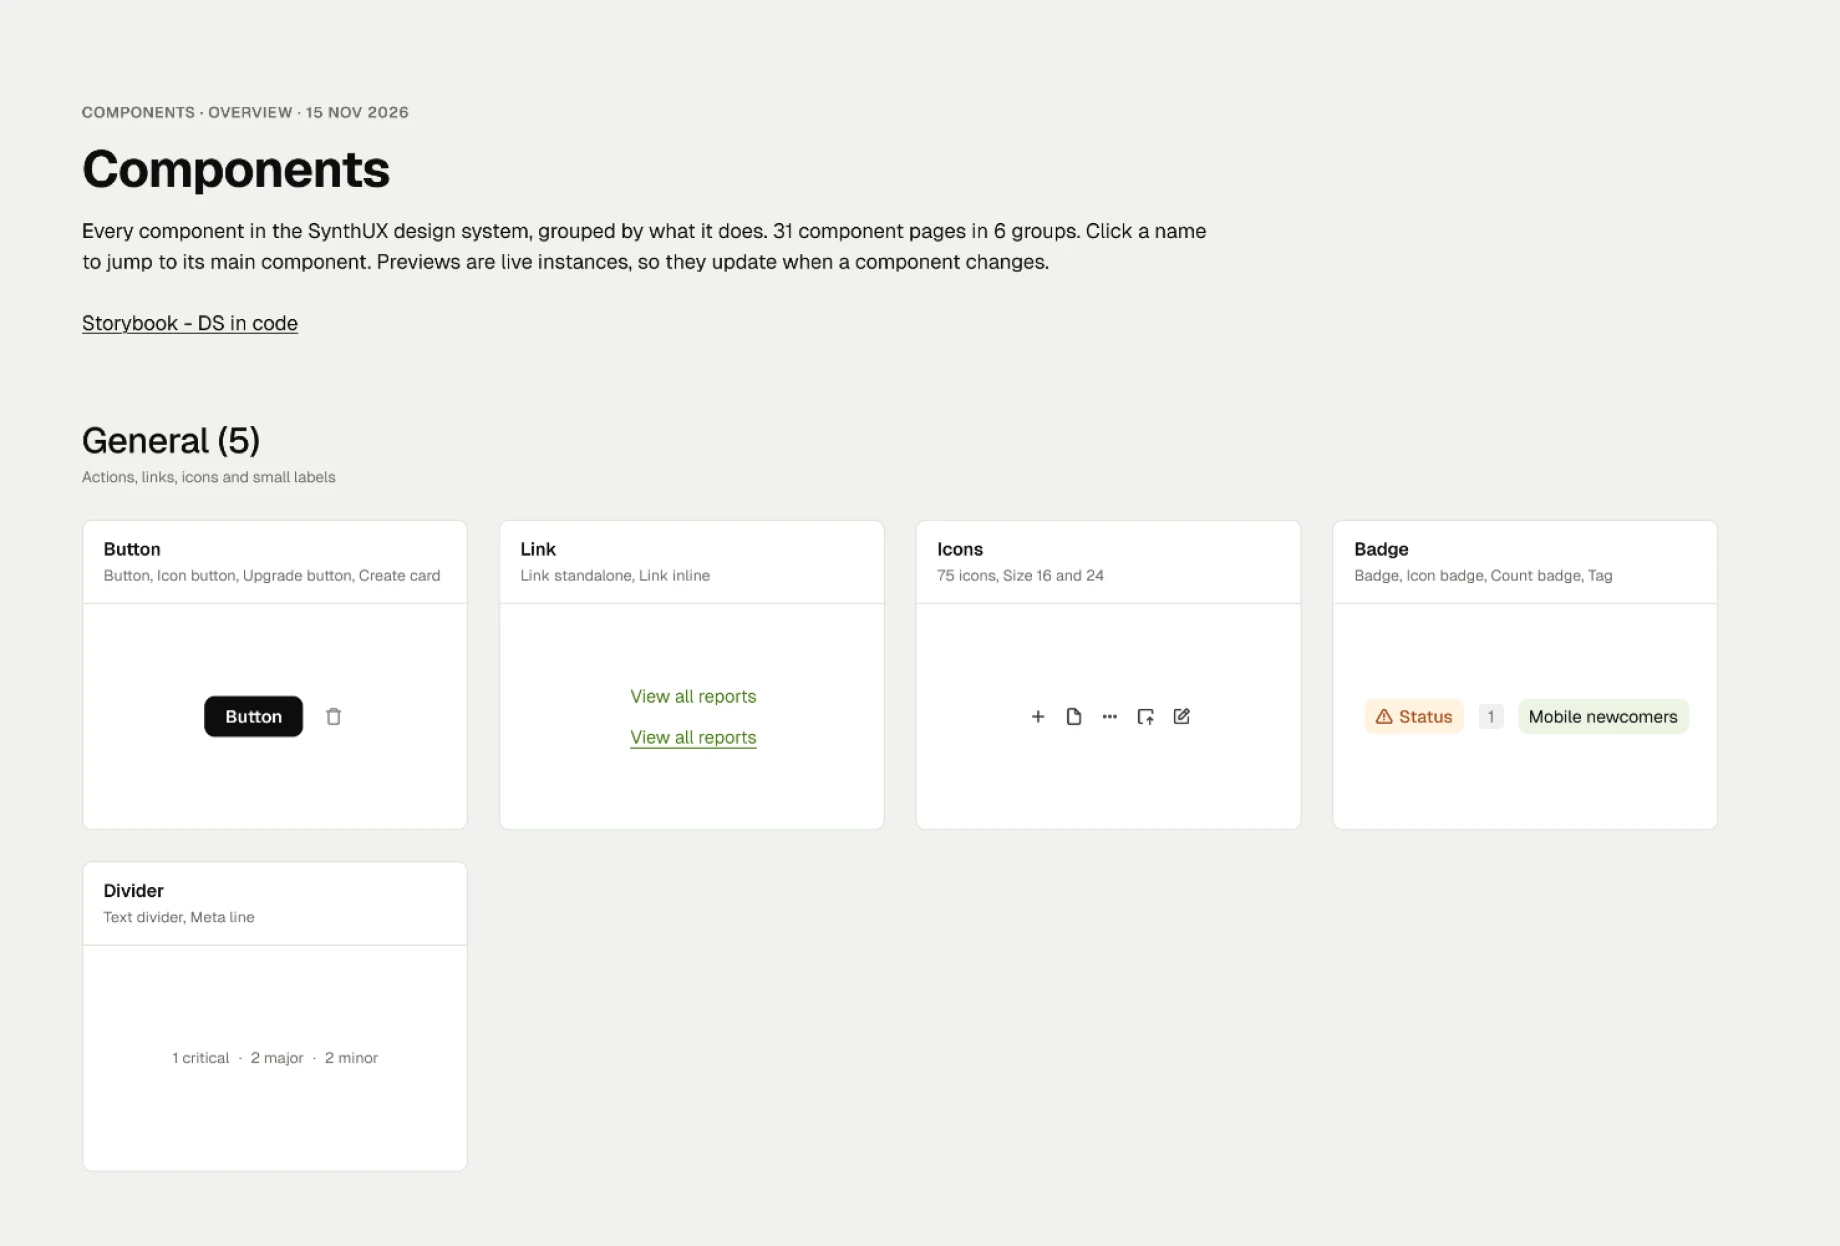 COMPONENTS · OVERVIEW · 15 NOV 2026
Components
Every component in the SynthUX design system, grouped by what it does. 31 component pages in 6 groups. Click a name
to jump to its main component. Previews are live instances, so they update when a component changes.
Storybook - DS in code
General (5)
Actions, links, icons and small labels
Button
Button, Icon button, Upgrade button, Create card
Button
Link
Link standalone, Link inline
View all reports
View all reports
Icons
75 icons, Size 16 and 24
Badge
Badge, Icon badge, Count badge, Tag
Status 1 Mobile newcomers
Divider
Text divider, Meta line
1 critical · 2 major · 2 minor